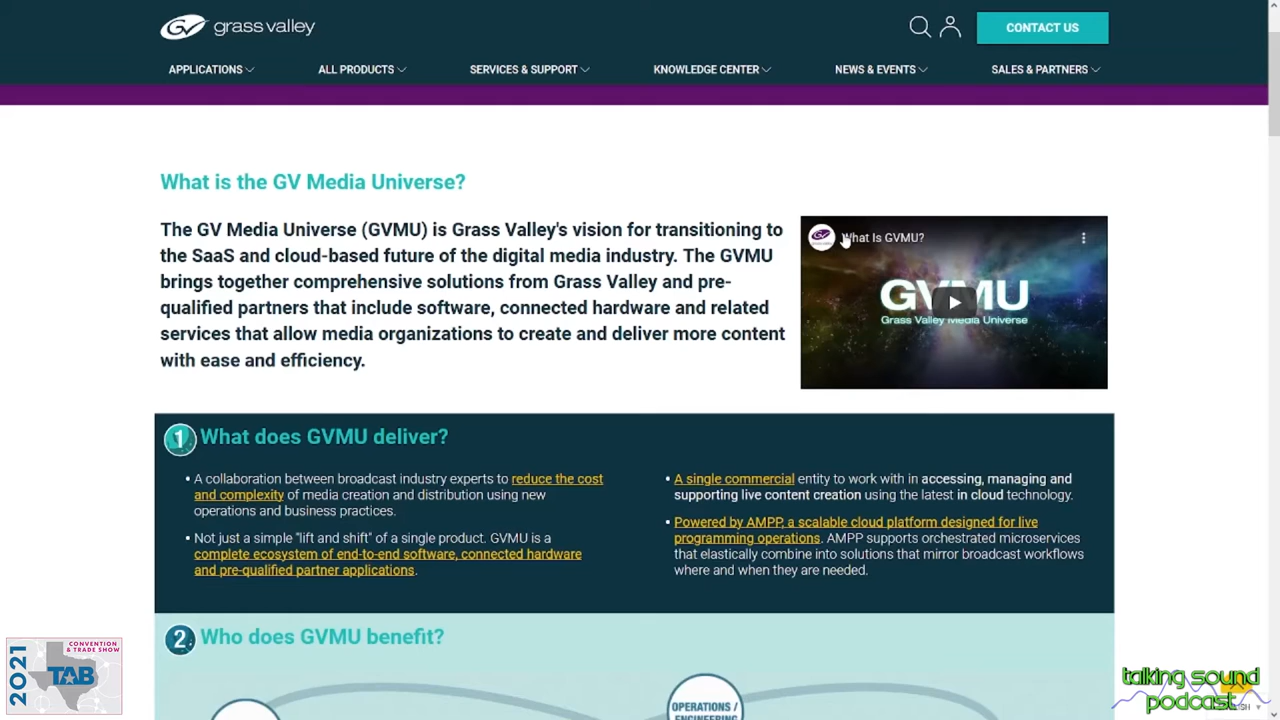 grass valley
CONTACT US
APPLICATIONS
ALL PRODUCTS
SERVICES & SUPPORT
KNOWLEDGE CENTER
NEWS & EVENTS
SALES & PARTNERS
What is the GV Media Universe?
The GV Media Universe (GVMU) is Grass Valley's vision for transitioning to
the SaaS and cloud-based future of the digital media industry. The GVMU
brings together comprehensive solutions from Grass Valley and pre-
qualified partners that include software, connected hardware and related
services that allow media organizations to create and deliver more content
with ease and efficiency.
What Is GVMU?
GVMU
Grass Valley Media Universe
1 What does GVMU deliver?
• A collaboration between broadcast industry experts to reduce the cost
and complexity of media creation and distribution using new
operations and business practices.
• Not just a simple "lift and shift" of a single product. GVMU is a
complete ecosystem of end-to-end software, connected hardware
and pre-qualified partner applications.
• A single commercial entity to work with in accessing, managing and
supporting live content creation using the latest in cloud technology.
• Powered by AMPP, a scalable cloud platform designed for live
programming operations. AMPP supports orchestrated microservices
that elastically combine into solutions that mirror broadcast workflows
where and when they are needed.
2 Who does GVMU benefit?
OPERATIONS /
ENGINEERING
2021
CONVENTION
& TRADE SHOW
TAB
talking sound
podcast